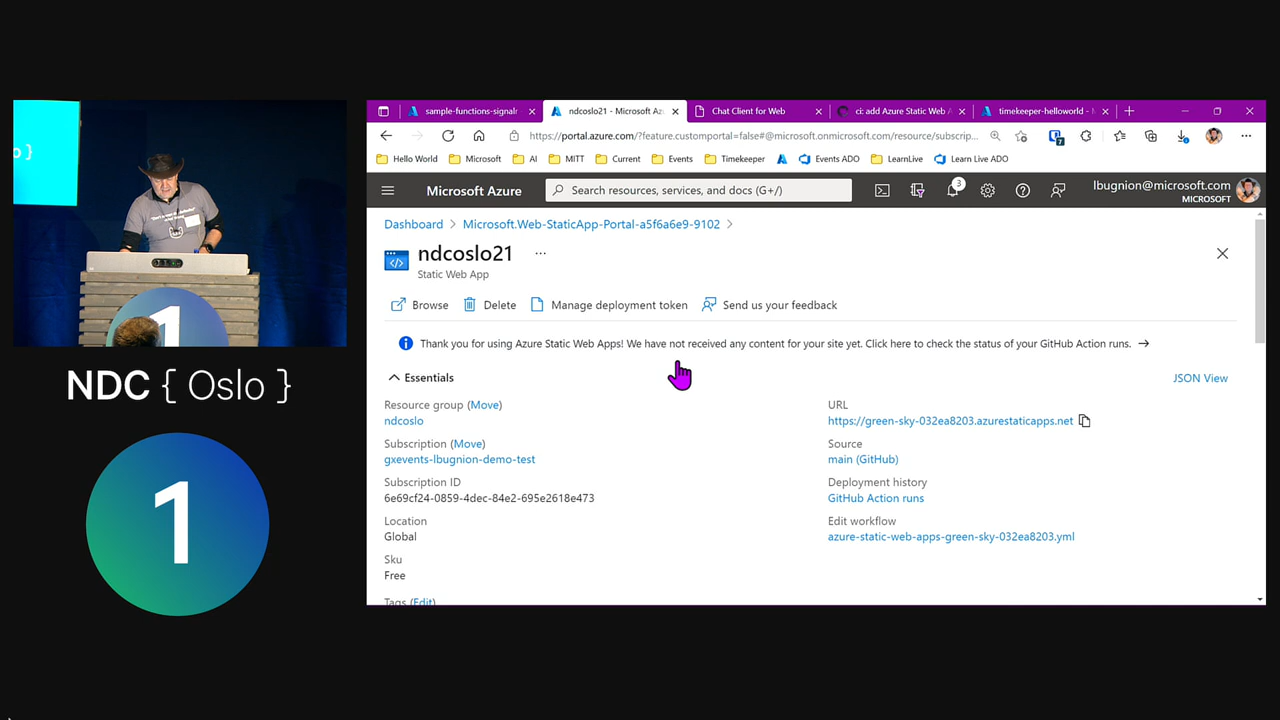 o }
1
NDC { Oslo }
1
sample-functions-signalr
ndcoslo21 - Microsoft Az
Chat Client for Web
ci: add Azure Static Web A
timekeeper-helloworld - M
https://portal.azure.com/?feature.customportal=false#@microsoft.onmicrosoft.com/resource/subscrip...
7
Hello World
Microsoft
AI
MITT
Current
Events
Timekeeper
Events ADO
LearnLive
Learn Live ADO
Microsoft Azure
Search resources, services, and docs (G+/)
3
lbugnion@microsoft.com
MICROSOFT
Dashboard > Microsoft.Web-StaticApp-Portal-a5f6a6e9-9102 >
ndcoslo21 ...
Static Web App
Browse
Delete
Manage deployment token
Send us your feedback
Thank you for using Azure Static Web Apps! We have not received any content for your site yet. Click here to check the status of your GitHub Action runs. →
Essentials
JSON View
Resource group (Move)
ndcoslo
Subscription (Move)
gxevents-lbugnion-demo-test
Subscription ID
6e69cf24-0859-4dec-84e2-695e2618e473
Location
Global
Sku
Free
Tags (Edit)
URL
https://green-sky-032ea8203.azurestaticapps.net
Source
main (GitHub)
Deployment history
GitHub Action runs
Edit workflow
azure-static-web-apps-green-sky-032ea8203.yml